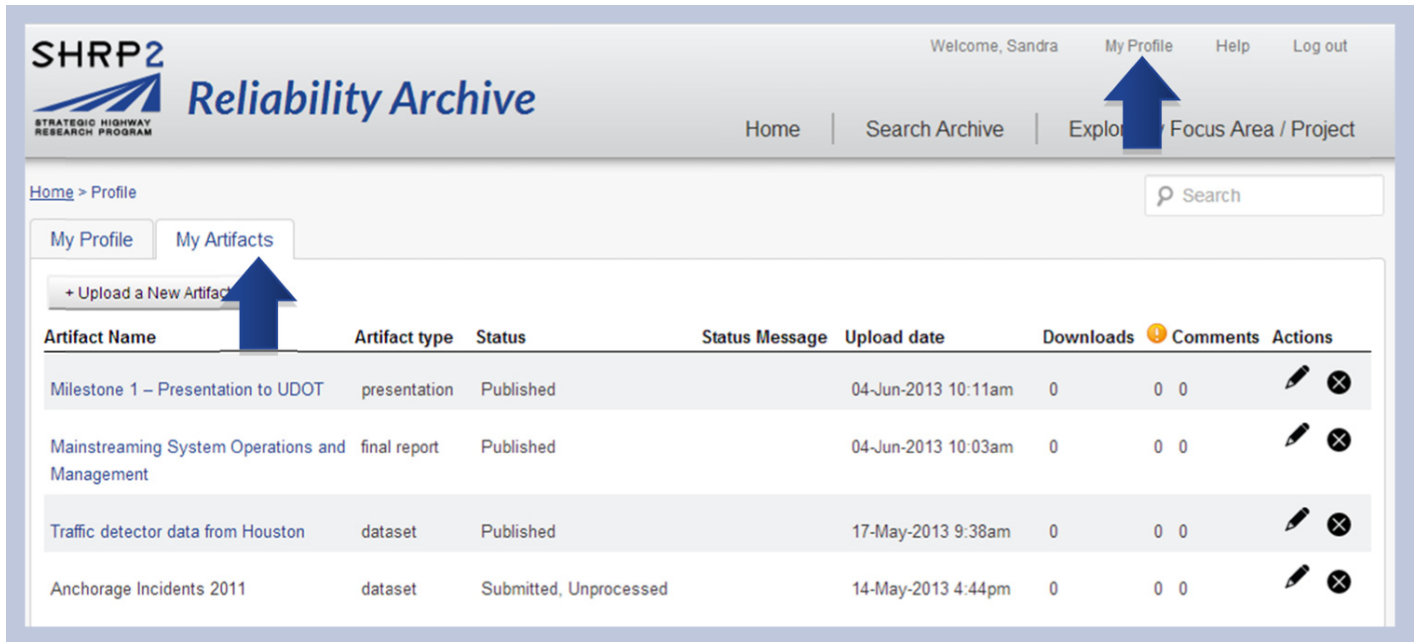 SHRP2
STRATEGIC HIGHWAY
RESEARCH PROGRAM
Reliability Archive
Welcome, Sandra My Profile Help Log out
Home | Search Archive | Focus Area / Project
Home > Profile
Search
My Profile My Artifacts
+ Upload a New Artifact
Artifact Name Artifact type Status Status Message Upload date Downloads Comments Actions
Milestone 1 – Presentation to UDOT presentation Published 04-Jun-2013 10:11am 0 0 0
Mainstreaming System Operations and final report Published 04-Jun-2013 10:03am 0 0 0
Management
Traffic detector data from Houston dataset Published 17-May-2013 9:38am 0 0 0
Anchorage Incidents 2011 dataset Submitted, Unprocessed 14-May-2013 4:44pm 0 0 0